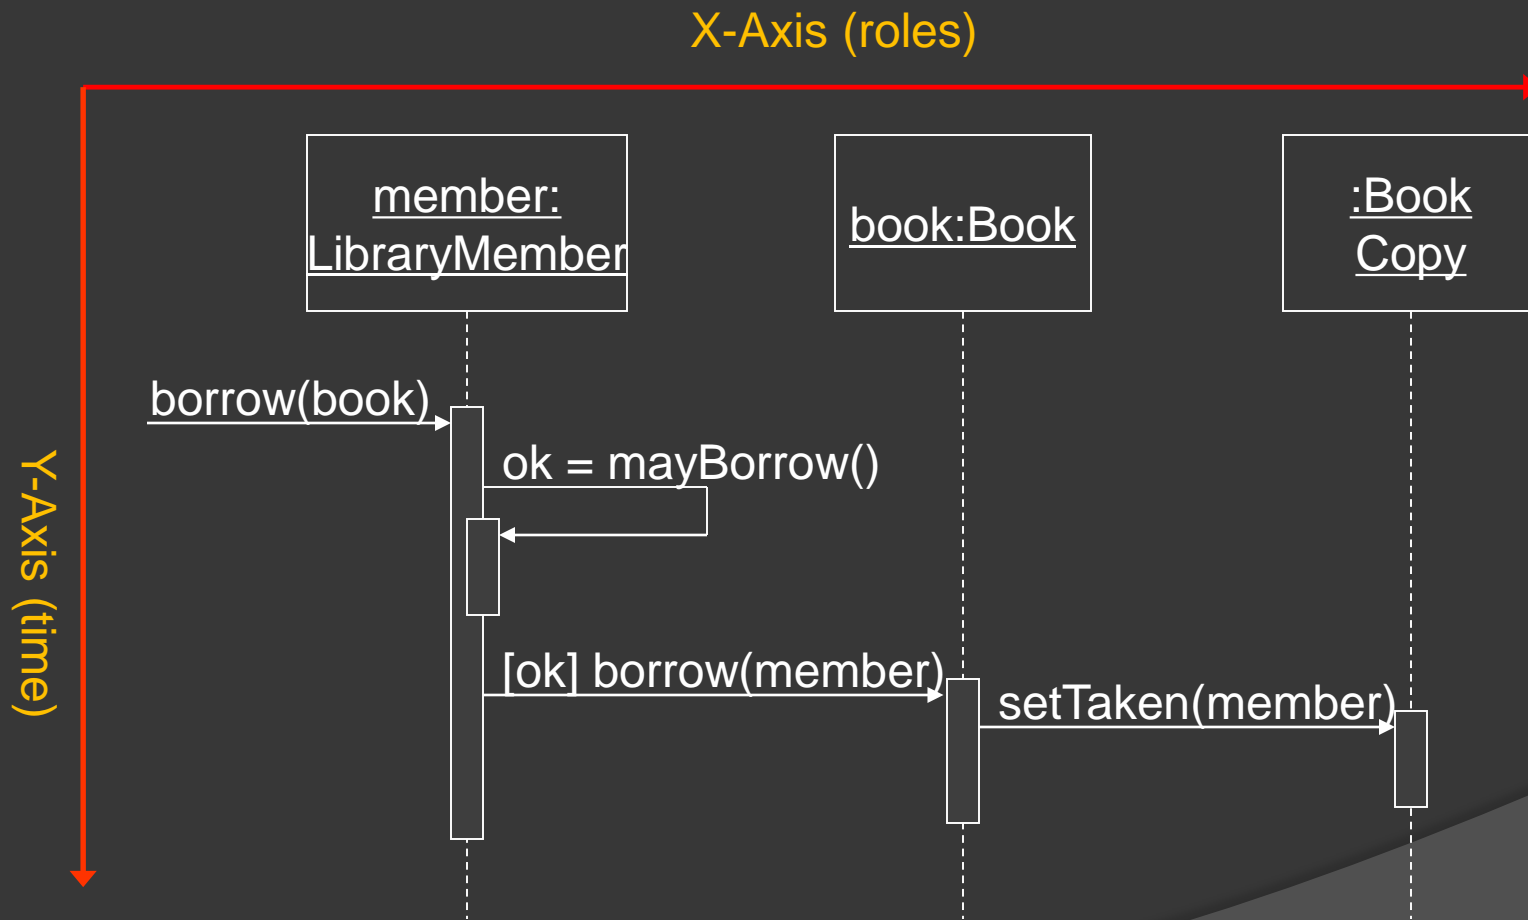 X-Axis (roles)
member:
LibraryMember
book:Book
:Book
Copy
borrow(book)
ok = mayBorrow()
Y-Axis (time)
[ok] borrow(member)
setTaken(member)